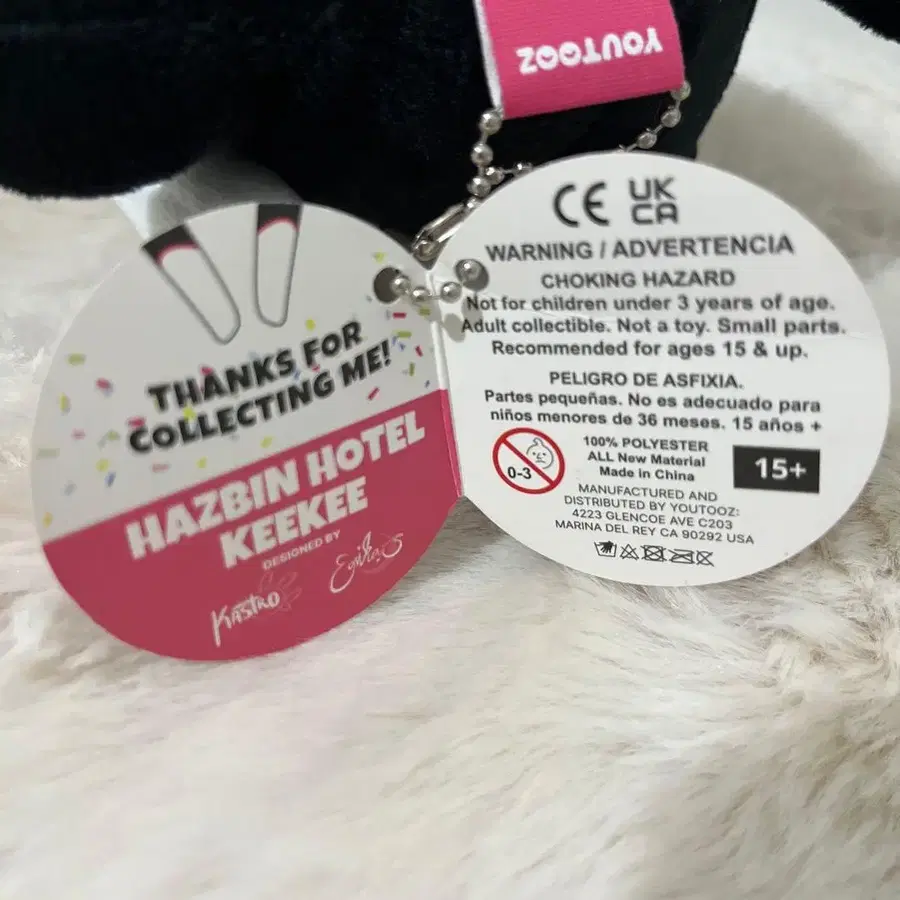 YOUTOOZ
THANKS FOR
COLLECTING ME!
HAZBIN HOTEL
KEEKEE
DESIGNED BY
KASTRO
CE UK
CA
WARNING / ADVERTENCIA
CHOKING HAZARD
Not for children under 3 years of age.
Adult collectible. Not a toy. Small parts.
Recommended for ages 15 & up.
PELIGRO DE ASFIXIA.
Partes pequeñas. No es adecuado para
niños menores de 36 meses. 15 años +
0-3
100% POLYESTER
ALL New Material
Made in China
15+
MANUFACTURED AND
DISTRIBUTED BY YOUTOOZ:
4223 GLENCOE AVE C203
MARINA DEL REY CA 90292 USA